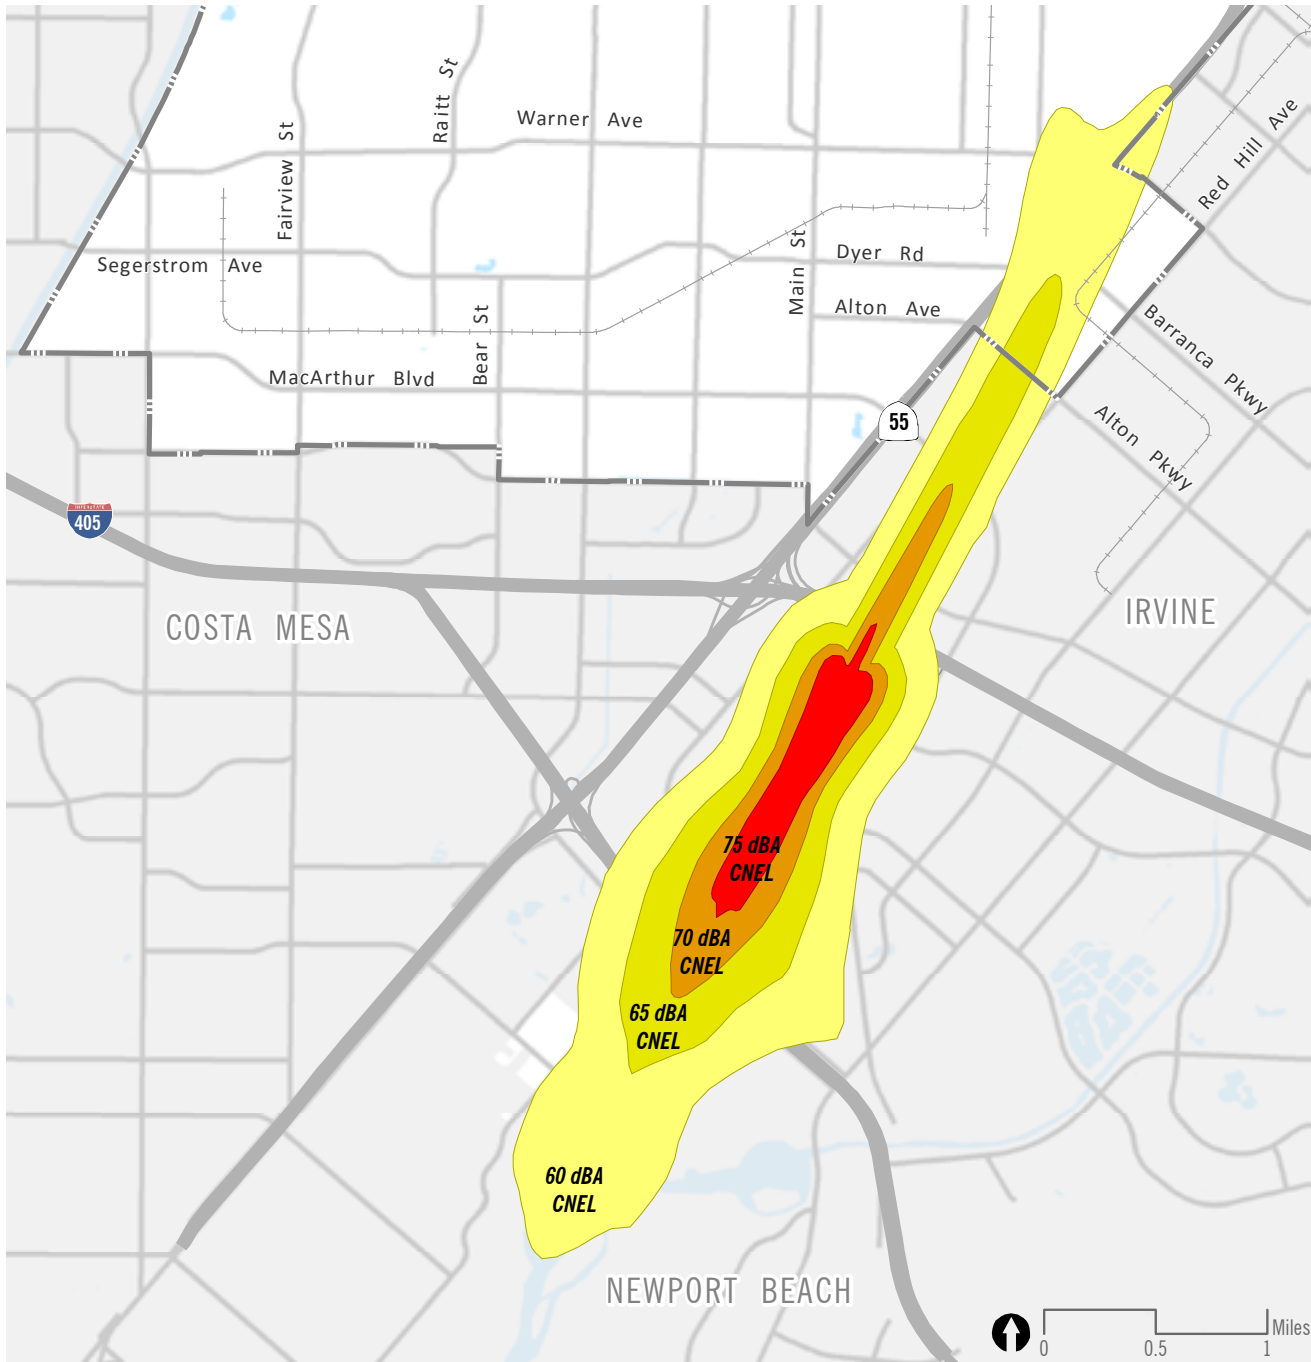 Warner Ave
Raitt St
Fairview St
Red Hill Ave
Segerstrom Ave
Dyer Rd
Main St
Alton Ave
Bear St
Barranca Pkwy
MacArthur Blvd
55
Alton Pkwy
INTERSTATE
405
COSTA MESA
IRVINE
75 dBA
CNEL
70 dBA
CNEL
65 dBA
CNEL
60 dBA
CNEL
NEWPORT BEACH
Miles
0
0.5
1